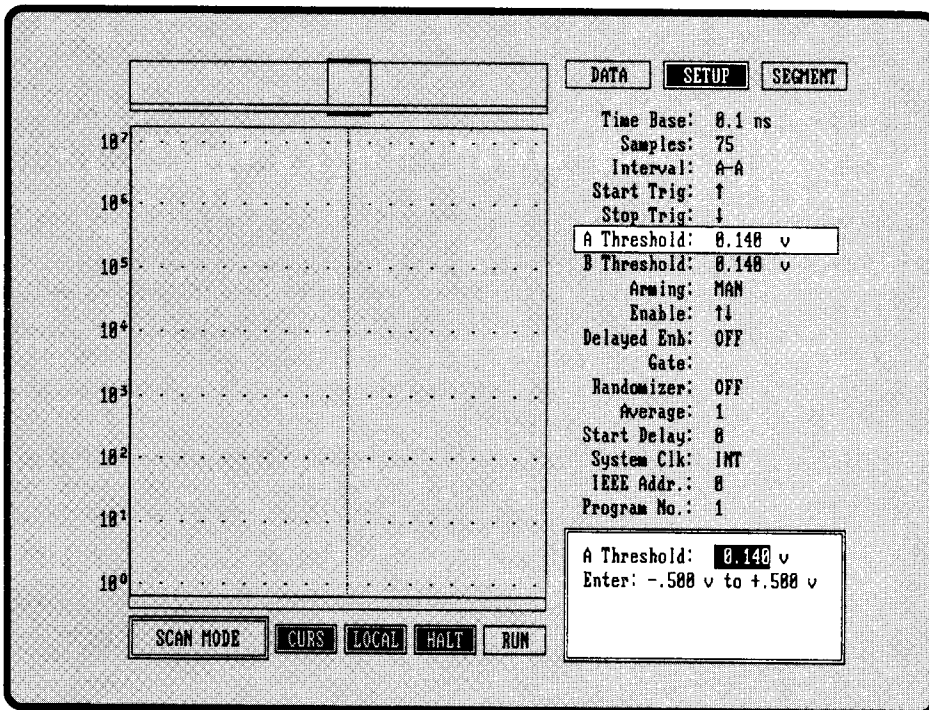 DATA SETUP SEGMENT
Time Base: 0.1 ns
Samples: 75
Interval: A-A
Start Trig: ↑
Stop Trig: ↓
A Threshold: 0.140 v
B Threshold: 0.140 v
Arming: MAN
Enable: ↑↓
Delayed Enb: OFF
Gate:
Randomizer: OFF
Average: 1
Start Delay: 0
System Clk: INT
IEEE Addr.: 0
Program No.: 1
10⁷
10⁶
10⁵
10⁴
10³
10²
10¹
10⁰
A Threshold: 0.140 v
Enter: -.500 v to +.500 v
SCAN MODE CURS LOCAL HALT RUN